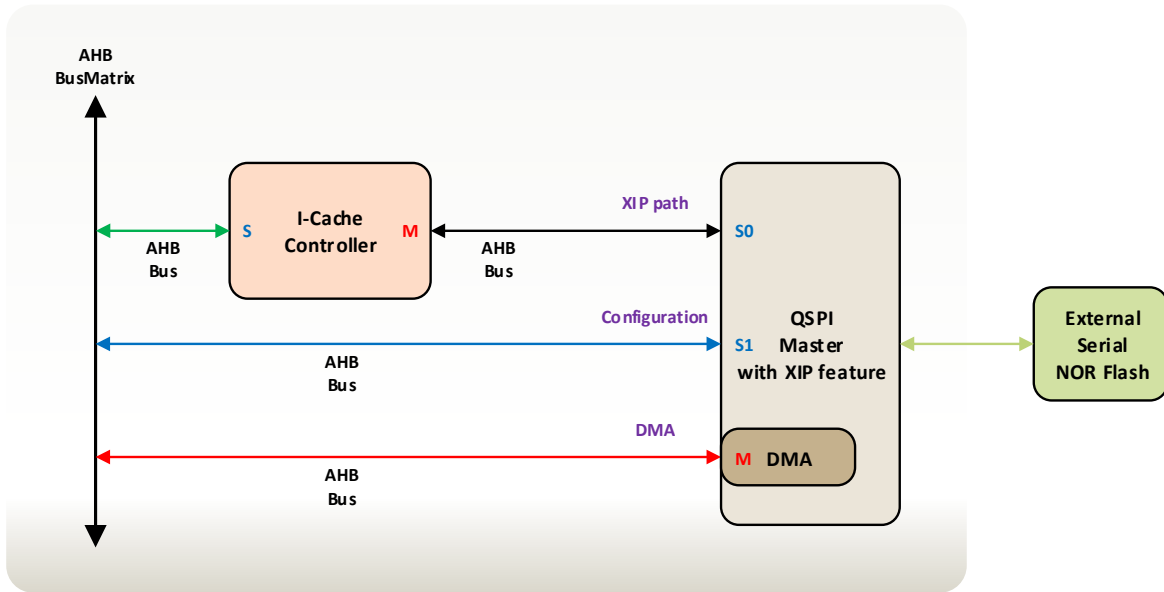 AHB
BusMatrix
I-Cache
Controller
S
M
AHB
Bus
XIP path
AHB
Bus
S0
Configuration
AHB
Bus
S1
QSPI
Master
with XIP feature
External
Serial
NOR Flash
DMA
AHB
Bus
M DMA